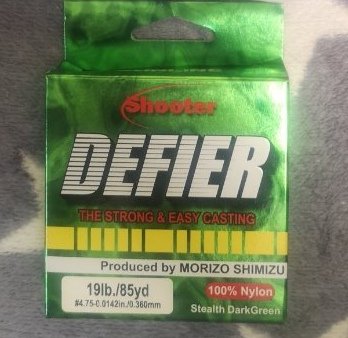 Shooter
DEFIER
THE STRONG & EASY CASTING
Produced by MORIZO SHIMIZU
19lb./85yd
#4.75-0.0142in./0.360mm
100% Nylon
Stealth DarkGreen